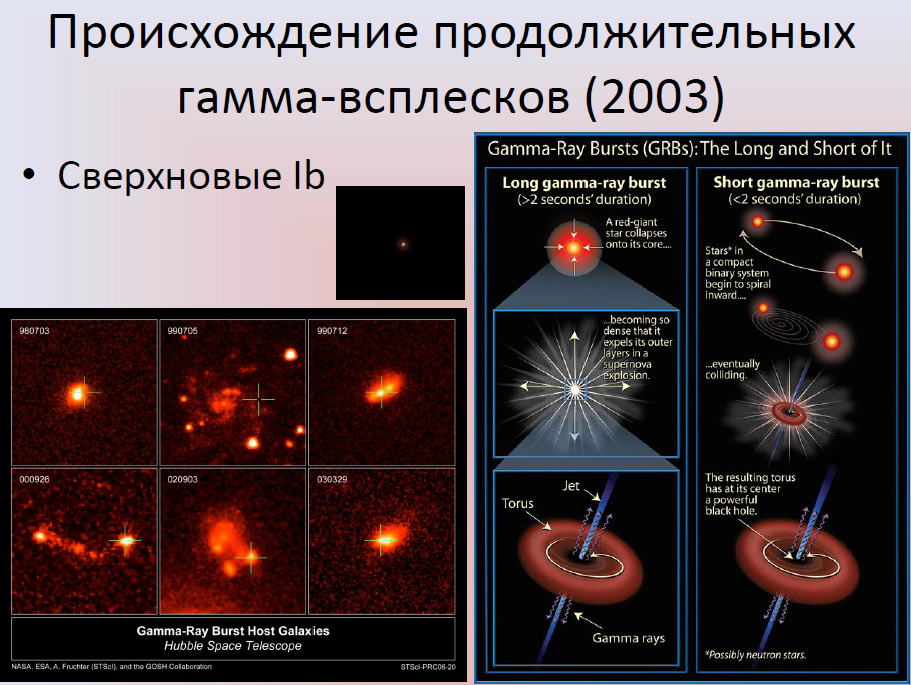 Происхождение продолжительных
гамма-всплесков (2003)
• Сверхновые Ib
980703
990705
990712
000926
020903
030329
Gamma-Ray Burst Host Galaxies
Hubble Space Telescope
NASA, ESA, A. Fruchter (STScI), and the GOSH Collaboration
STScI-PRC06-20
Gamma-Ray Bursts (GRBs): The Long and Short of It
Long gamma-ray burst
(>2 seconds’ duration)
A red-giant
star collapses
onto its core....
...becoming so
dense that it
expels its outer
layers in a
supernova
explosion.
Jet
Torus
Gamma rays
Short gamma-ray burst
(<2 seconds’ duration)
Stars* in
a compact
binary system
begin to spiral
inward....
...eventually
colliding.
The resulting torus
has at its center
a powerful
black hole.
*Possibly neutron stars.